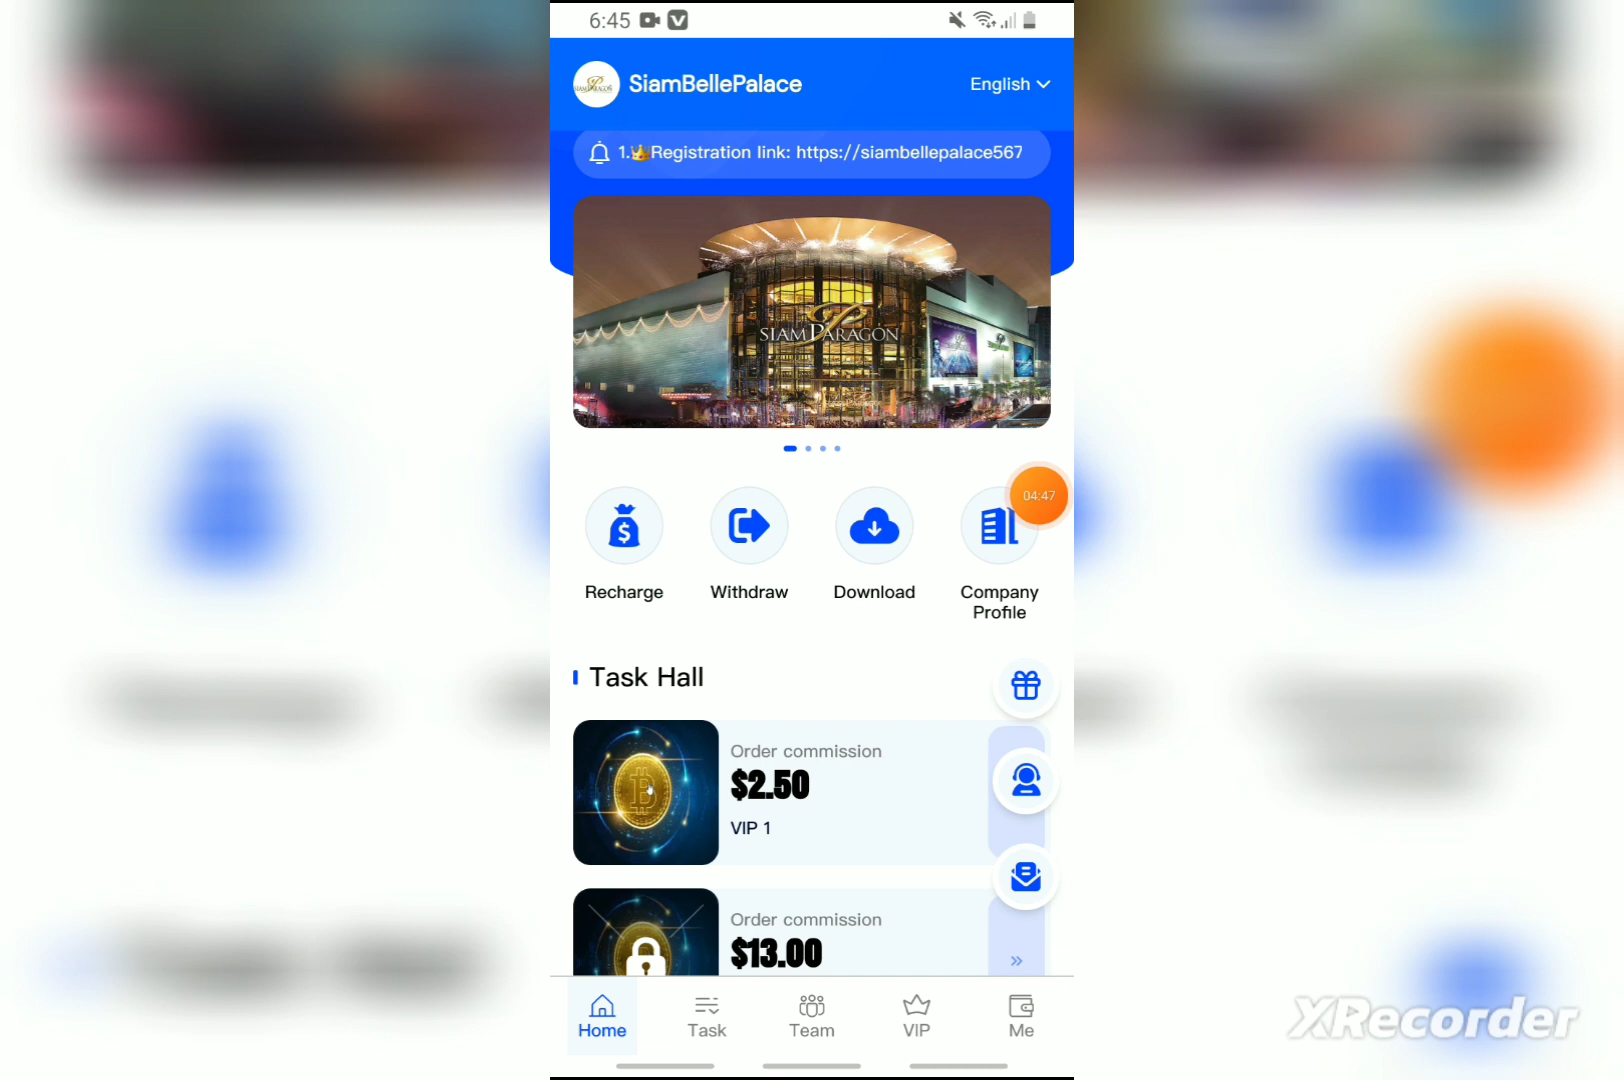 6:45
SiamBellePalace
English
1.👑Registration link: https://siambellepalace567
SIAM PARAGON
04:47
Recharge
Withdraw
Download
Company
Profile
Task Hall
Order commission
$2.50
VIP 1
Order commission
$13.00
»
Home
Task
Team
VIP
Me
XRecorder